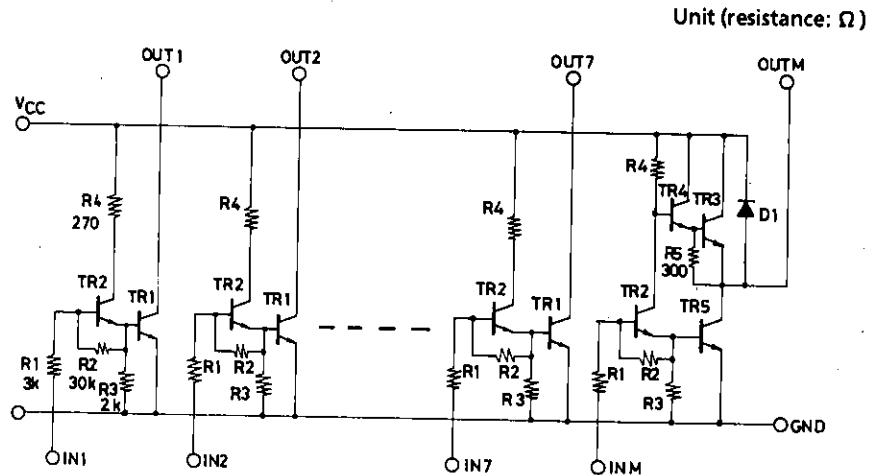 Unit (resistance: Ω)
OUT1
OUT2
OUT7
OUTM
VCC
R4
270
R4
R4
R4
TR4
TR3
D1
R5
300
TR2
TR1
TR2
TR1
TR2
TR1
TR2
TR5
R1
3k
R2
30k
R3
2k
R1
R2
R3
R1
R2
R3
R1
R2
R3
GND
IN1
IN2
IN7
INM